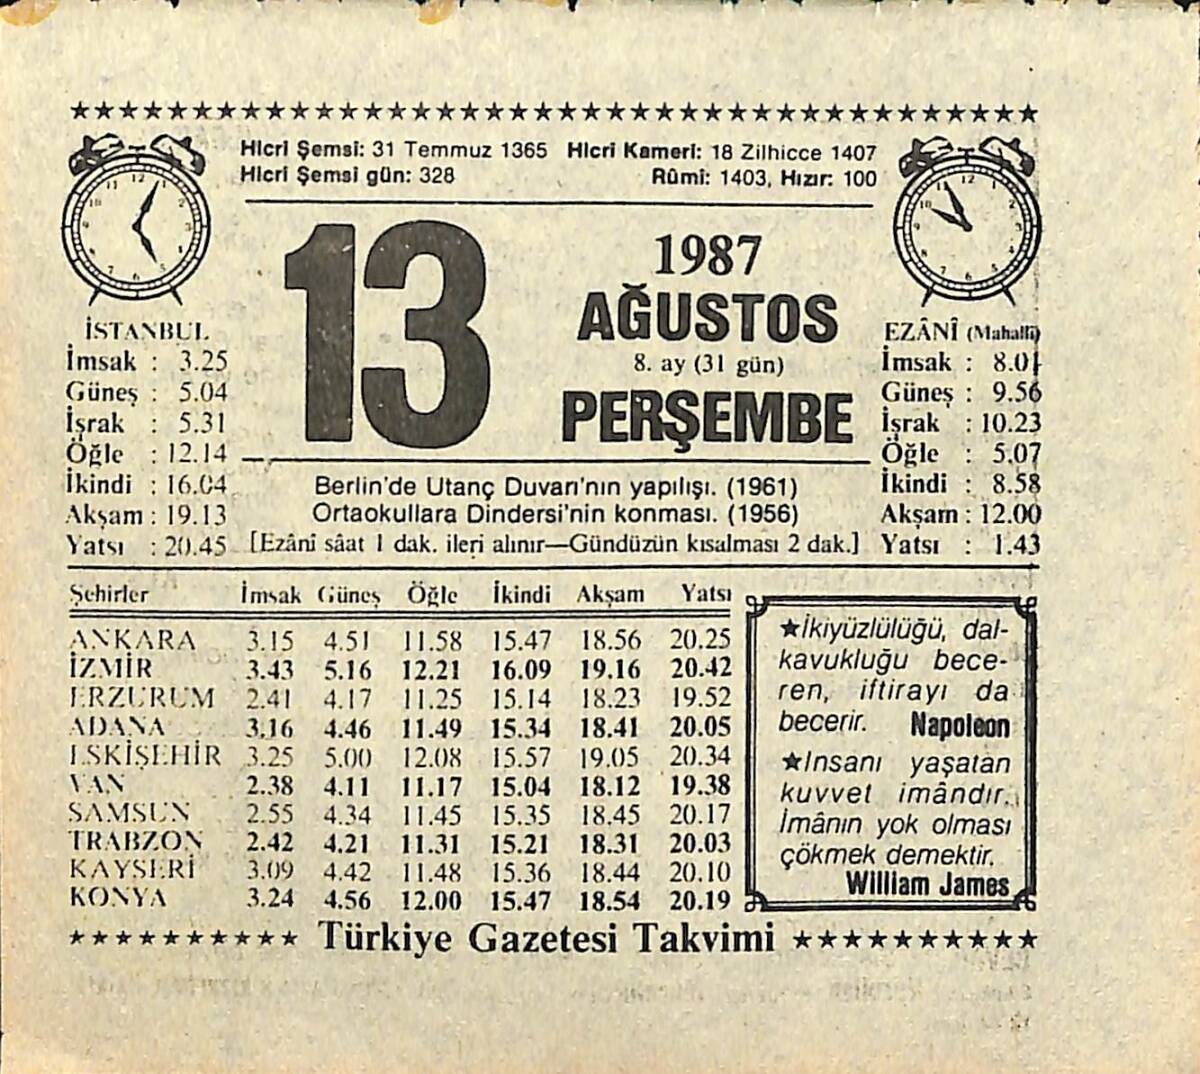 Hicrî Şemsî: 31 Temmuz 1365 Hicrî Kamerî: 18 Zilhicce 1407
Hicrî Şemsî gün: 328 Rûmî: 1403, Hızır: 100
13
1987
AĞUSTOS
8. ay (31 gün)
PERŞEMBE
İSTANBUL
İmsak : 3.25
Güneş : 5.04
İşrak : 5.31
Öğle : 12.14
İkindi : 16.04
Akşam : 19.13
Yatsı : 20.45
EZÂNÎ (Mahallî)
İmsak : 8.01
Güneş : 9.56
İşrak : 10.23
Öğle : 5.07
İkindi : 8.58
Akşam : 12.00
Yatsı : 1.43
Berlin'de Utanç Duvarı'nın yapılışı. (1961)
Ortaokullara Dindersi'nin konması. (1956)
[Ezânî sâat 1 dak. ileri alınır—Gündüzün kısalması 2 dak.]
Şehirler İmsak Güneş Öğle İkindi Akşam Yatsı
ANKARA 3.15 4.51 11.58 15.47 18.56 20.25
İZMİR 3.43 5.16 12.21 16.09 19.16 20.42
ERZURUM 2.41 4.17 11.25 15.14 18.23 19.52
ADANA 3.16 4.46 11.49 15.34 18.41 20.05
ESKİŞEHİR 3.25 5.00 12.08 15.57 19.05 20.34
VAN 2.38 4.11 11.17 15.04 18.12 19.38
SAMSUN 2.55 4.34 11.45 15.35 18.45 20.17
TRABZON 2.42 4.21 11.31 15.21 18.31 20.03
KAYSERİ 3.09 4.42 11.48 15.36 18.44 20.10
KONYA 3.24 4.56 12.00 15.47 18.54 20.19
★İkiyüzlülüğü, dal-
kavukluğu bece-
ren, iftirayı da
becerir. Napoleon
★İnsanı yaşatan
kuvvet imândır.
İmânın yok olması
çökmek demektir.
William James
Türkiye Gazetesi Takvimi